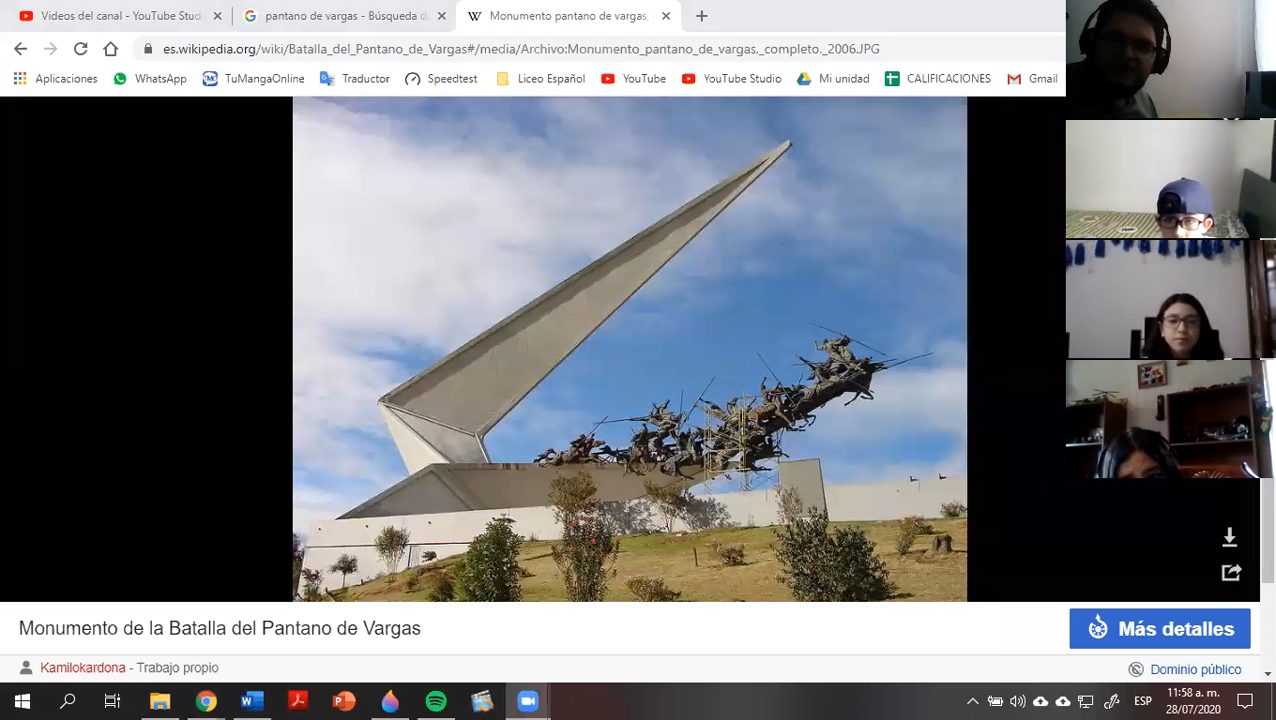 Videos del canal - YouTube Stud
pantano de vargas - Búsqueda d
Monumento pantano de vargas,
es.wikipedia.org/wiki/Batalla_del_Pantano_de_Vargas#/media/Archivo:Monumento_pantano_de_vargas,_completo._2006.JPG
Aplicaciones WhatsApp TuMangaOnline Traductor Speedtest Liceo Español YouTube YouTube Studio Mi unidad CALIFICACIONES Gmail
Monumento de la Batalla del Pantano de Vargas
Más detalles
Kamilokardona - Trabajo propio
Dominio público
ESP
11:58 a. m.
28/07/2020